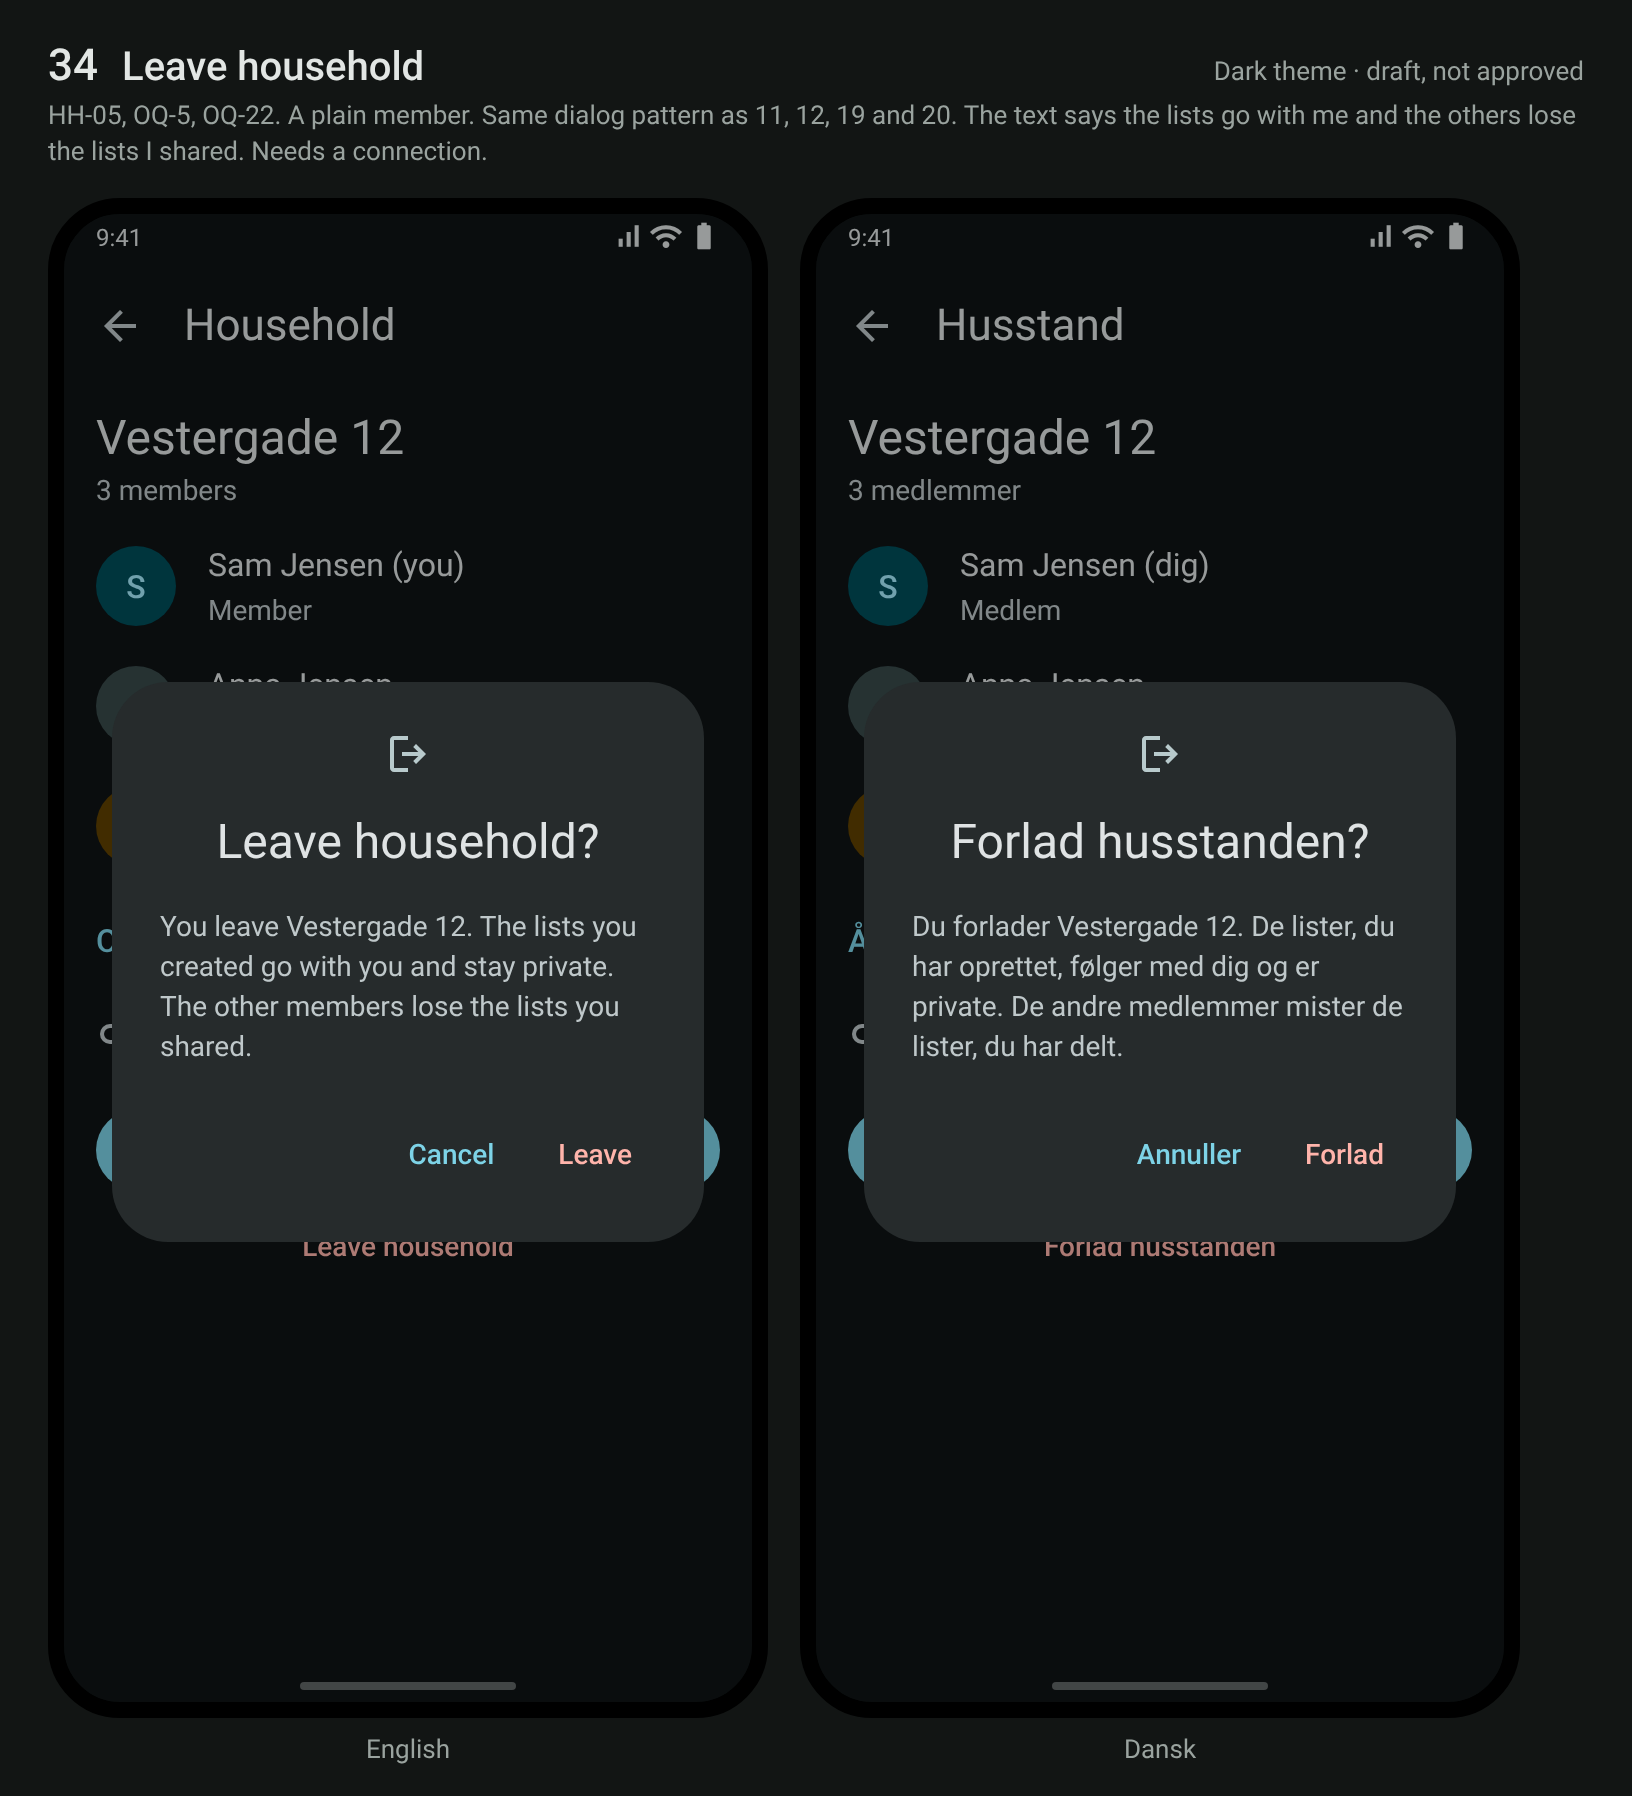 34 Leave household
Dark theme · draft, not approved
HH-05, OQ-5, OQ-22. A plain member. Same dialog pattern as 11, 12, 19 and 20. The text says the lists go with me and the others lose
the lists I shared. Needs a connection.
9:41
Household
Vestergade 12
3 members
S
Sam Jensen (you)
Member
Leave household?
You leave Vestergade 12. The lists you
created go with you and stay private.
The other members lose the lists you
shared.
Cancel
Leave
Leave household
English
9:41
Husstand
Vestergade 12
3 medlemmer
S
Sam Jensen (dig)
Medlem
Forlad husstanden?
Du forlader Vestergade 12. De lister, du
har oprettet, følger med dig og er
private. De andre medlemmer mister de
lister, du har delt.
Annuller
Forlad
Forlad husstanden
Dansk